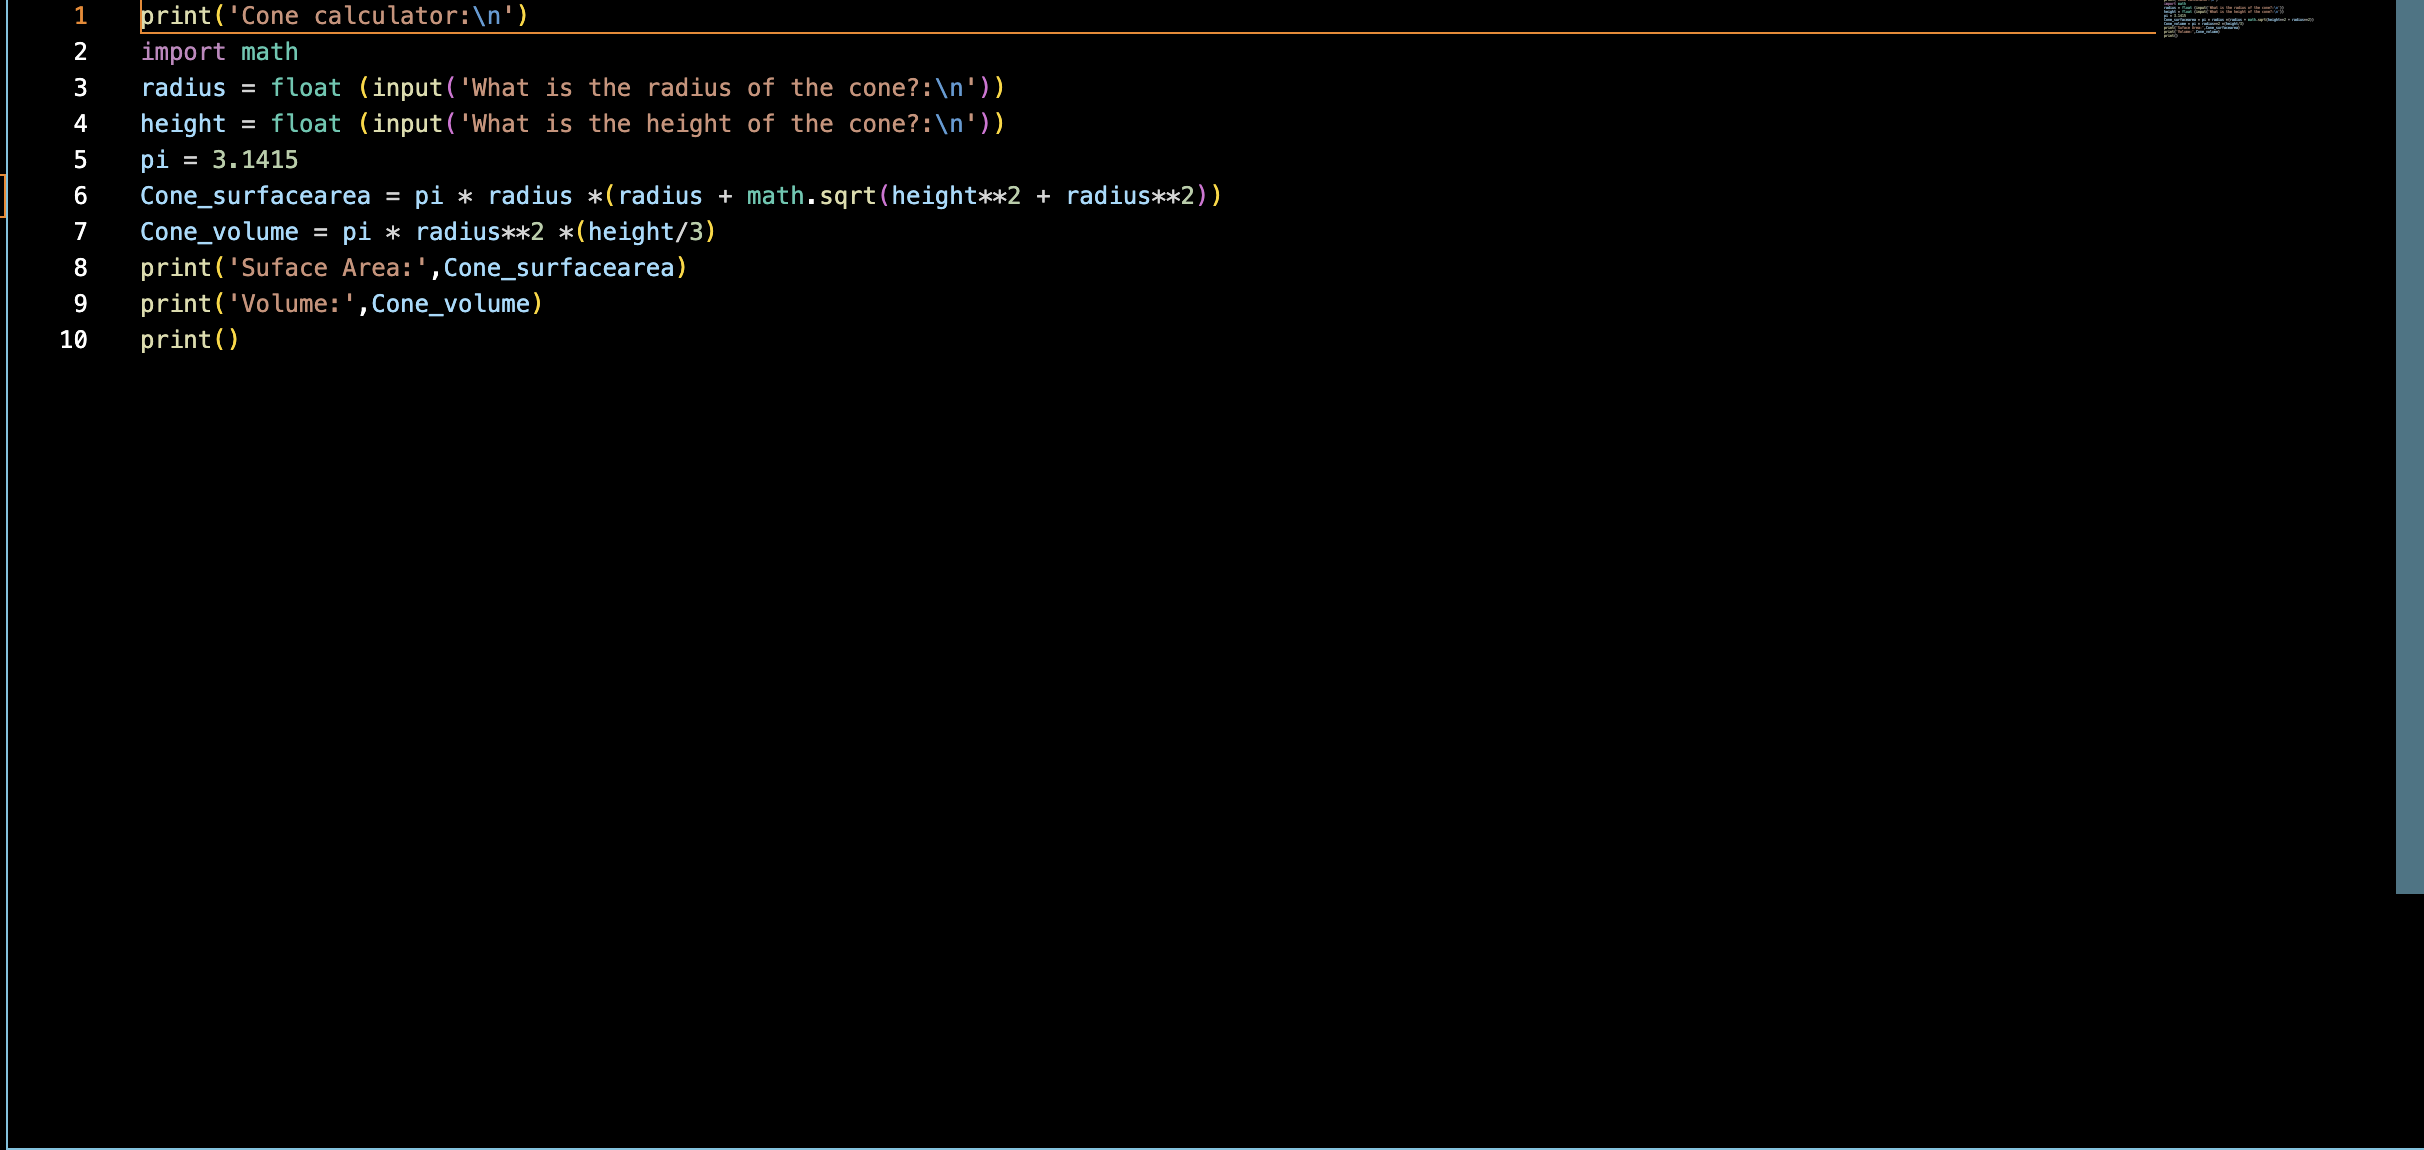 1 print('Cone calculator:\n')
2 import math
3 radius = float (input('What is the radius of the cone?:\n'))
4 height = float (input('What is the height of the cone?:\n'))
5 pi = 3.1415
6 Cone_surfacearea = pi * radius *(radius + math.sqrt(height**2 + radius**2))
7 Cone_volume = pi * radius**2 *(height/3)
8 print('Suface Area:',Cone_surfacearea)
9 print('Volume:',Cone_volume)
10 print()